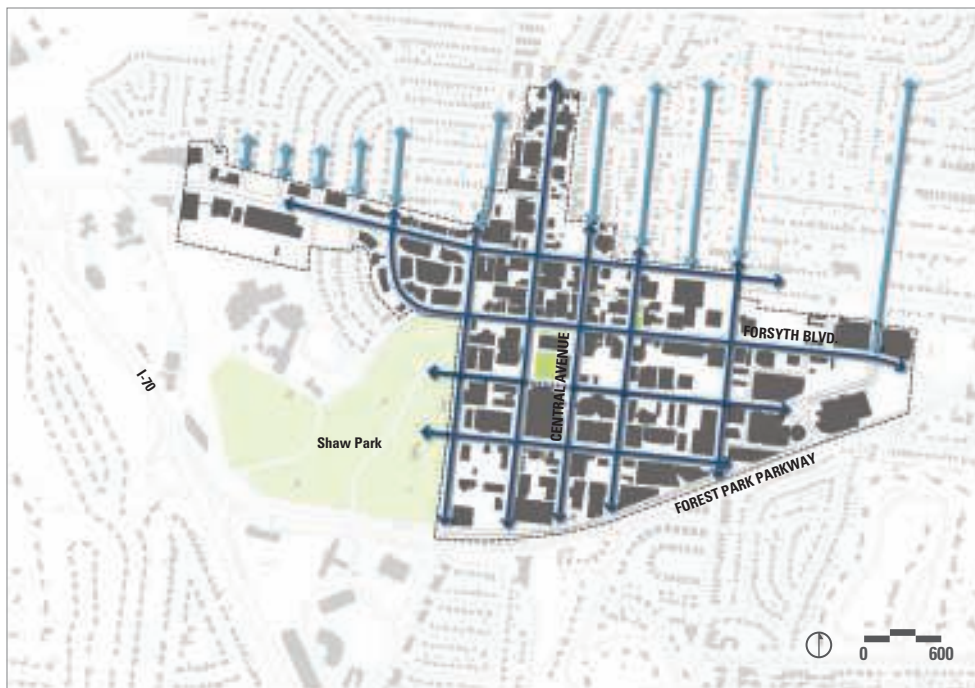 FORSYTH BLVD.
CENTRAL AVENUE
I-70
Shaw Park
FOREST PARK PARKWAY
0 600